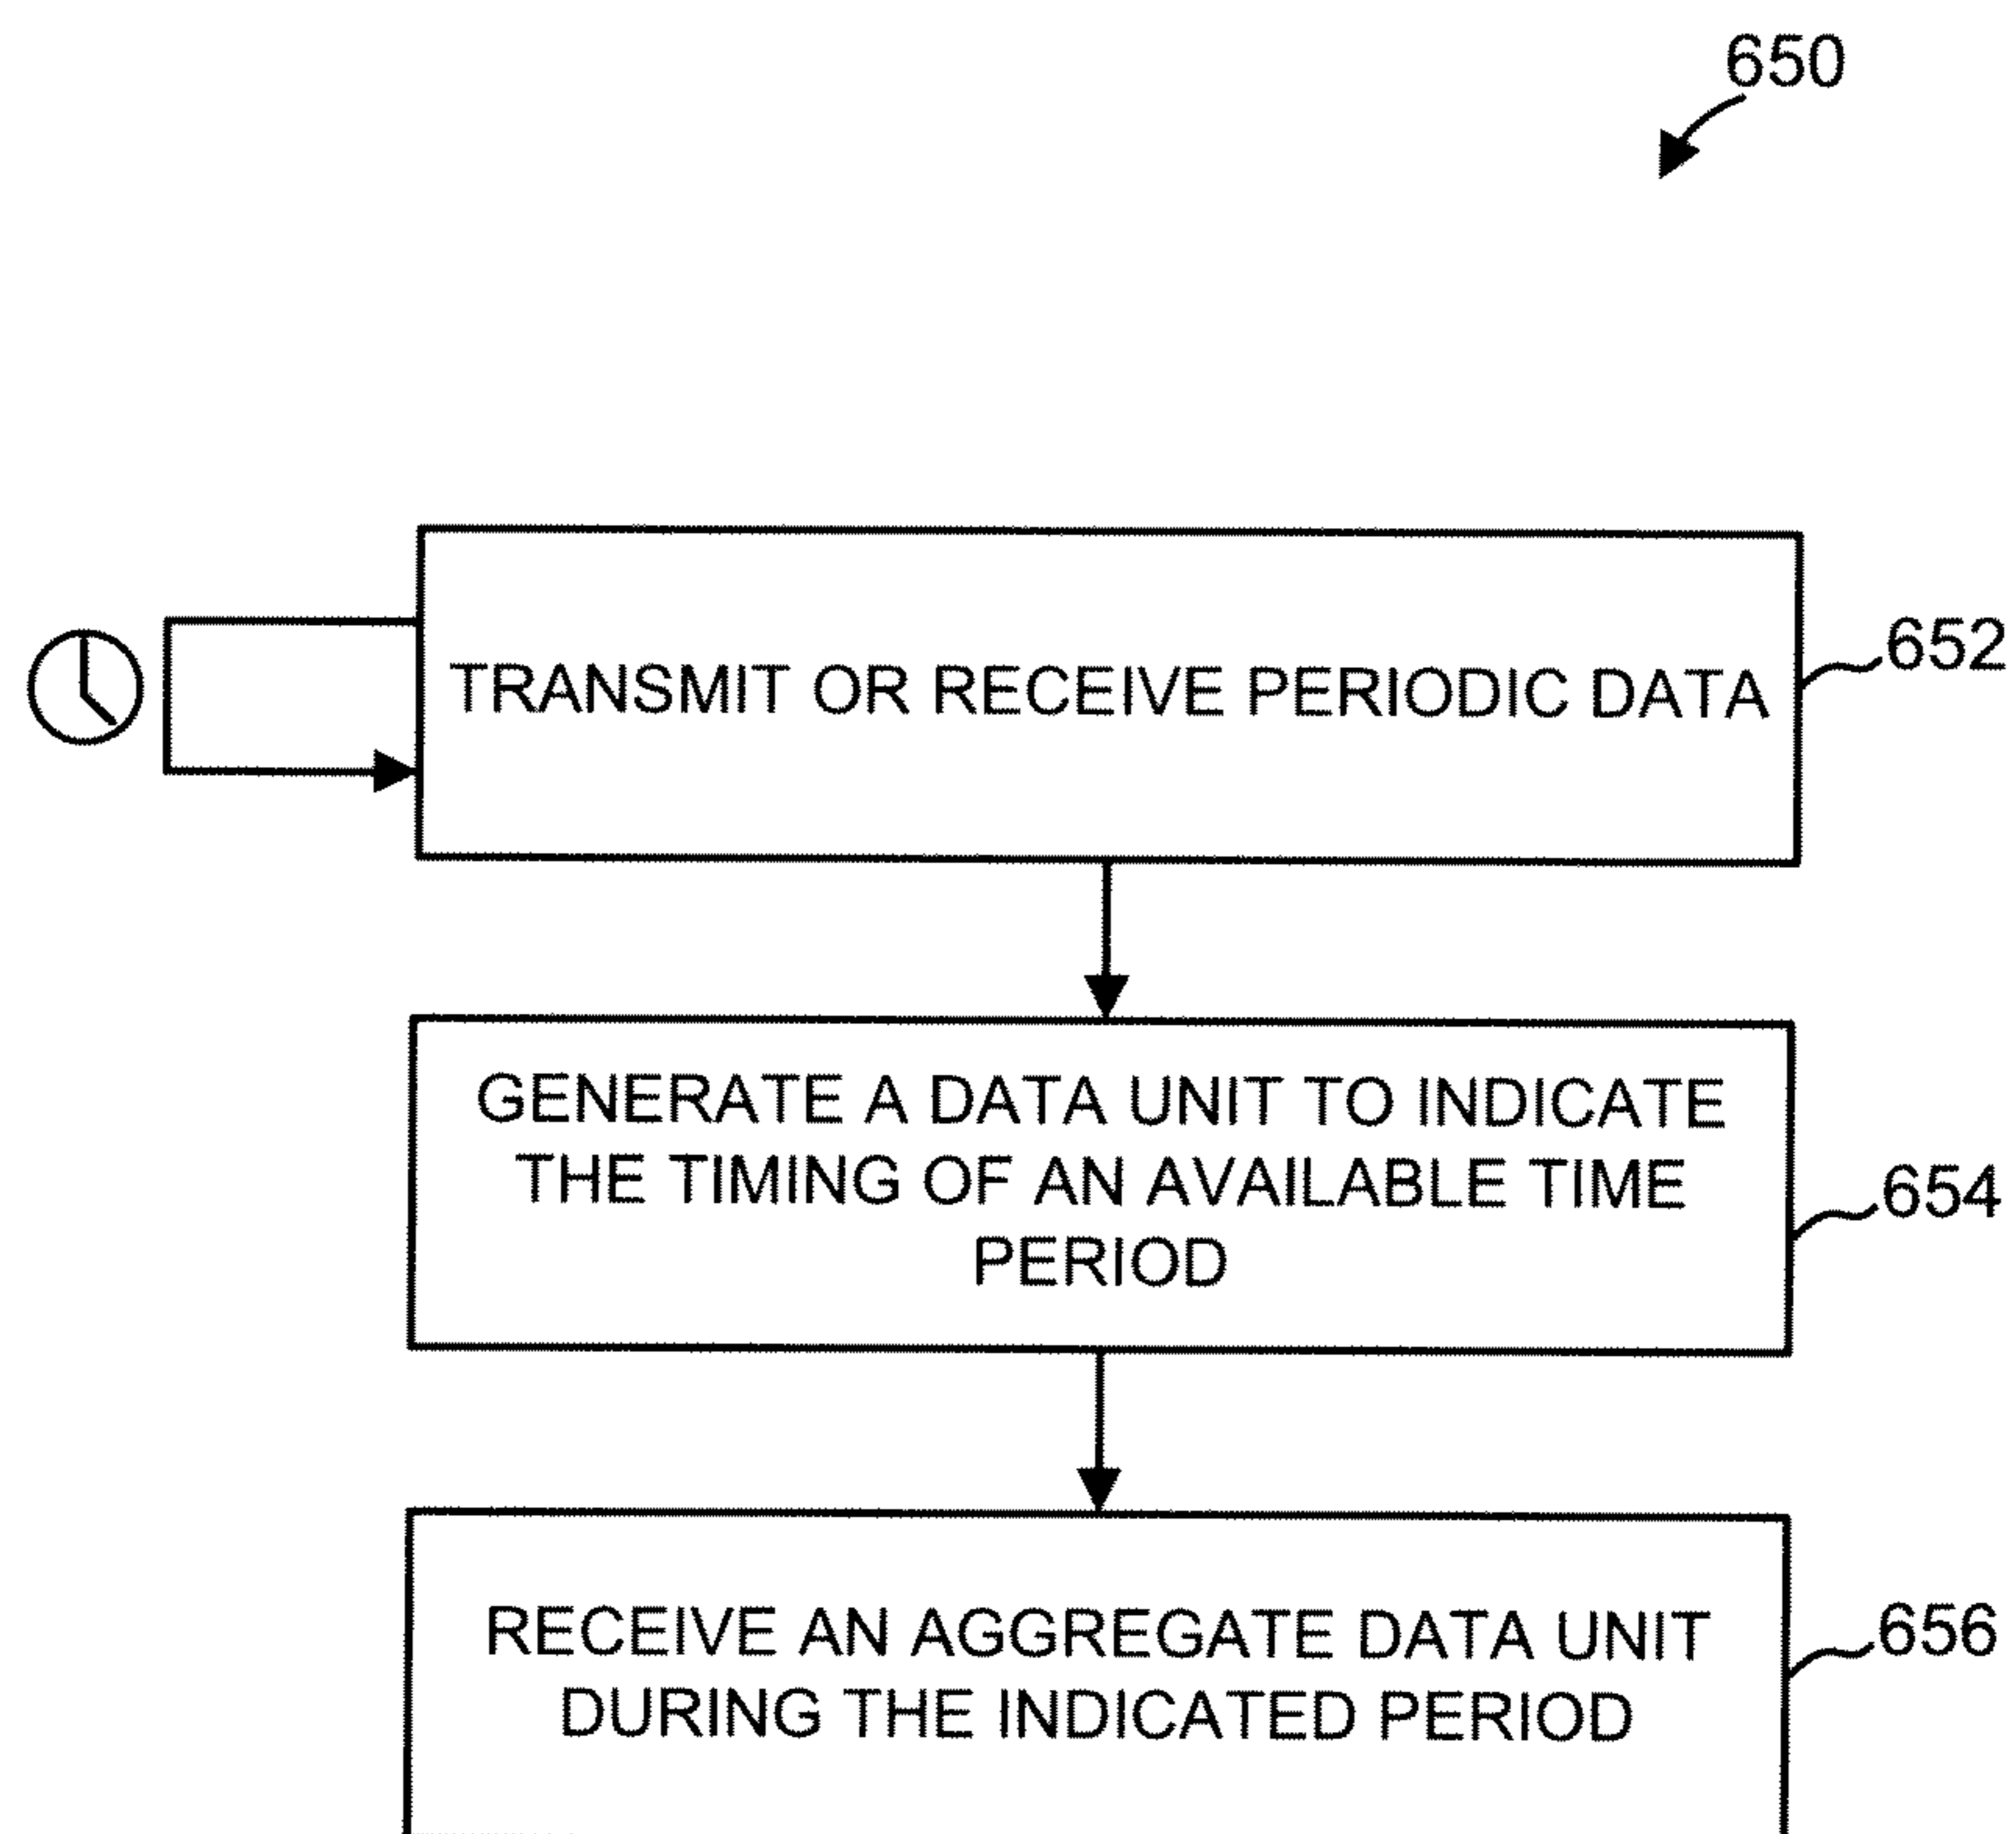 650
TRANSMIT OR RECEIVE PERIODIC DATA
652
GENERATE A DATA UNIT TO INDICATE
THE TIMING OF AN AVAILABLE TIME
PERIOD
654
RECEIVE AN AGGREGATE DATA UNIT
DURING THE INDICATED PERIOD
656